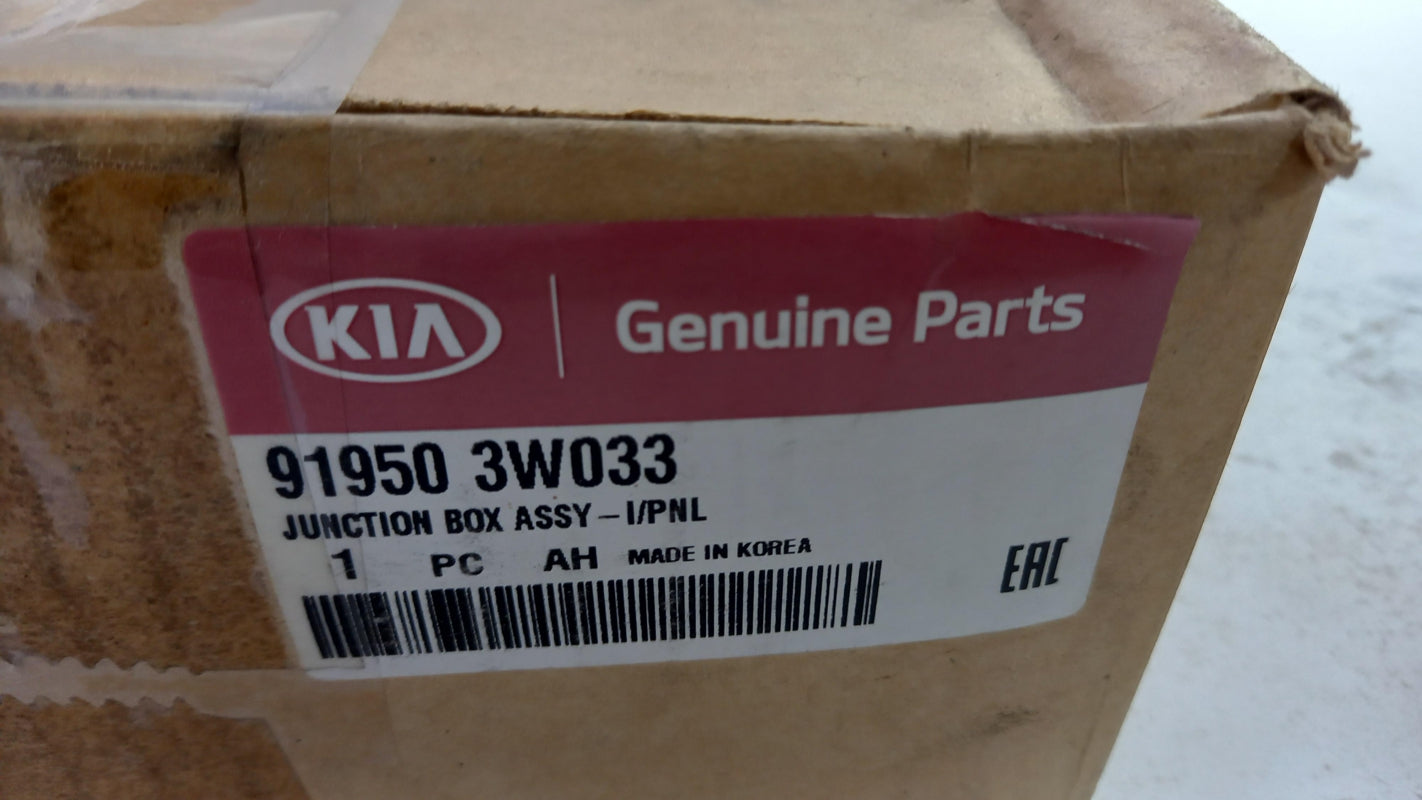 KIA Genuine Parts
91950 3W033
JUNCTION BOX ASSY-I/PNL
1 PC AH MADE IN KOREA
EAC